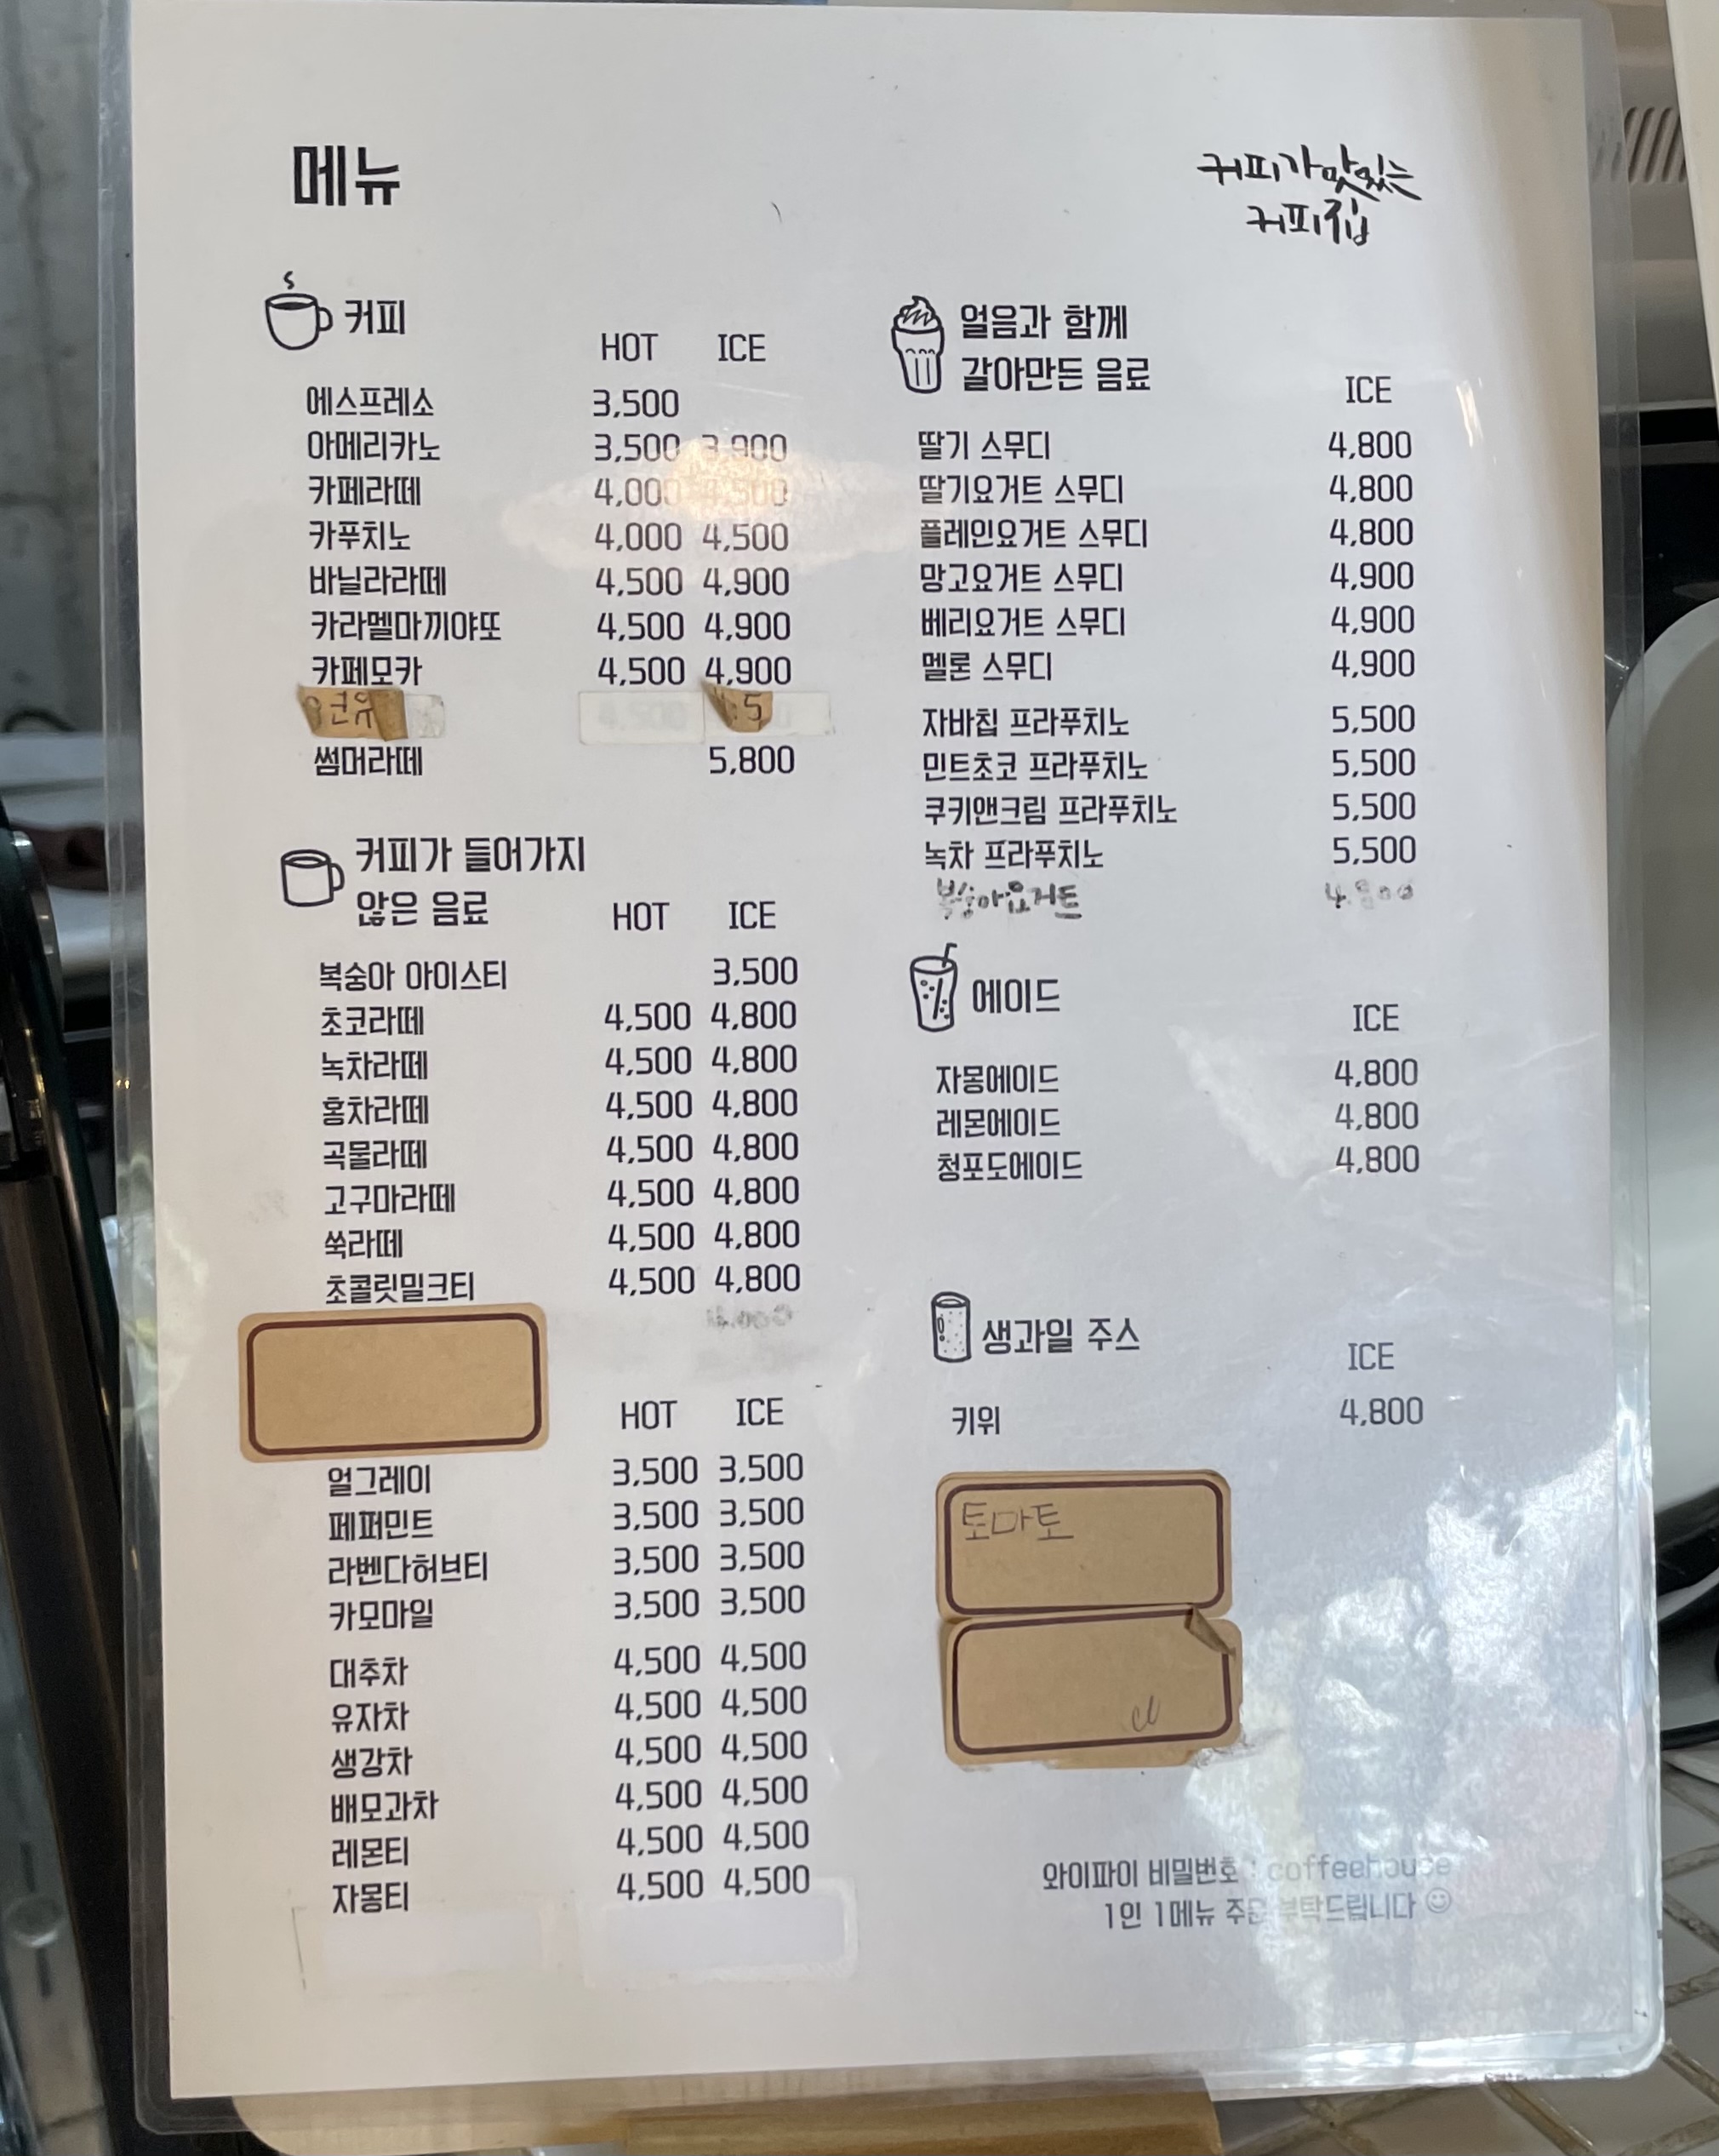 메뉴
커피가 맛있는
커피집
커피
HOT ICE
에스프레소 3,500
아메리카노 3,500 3,900
카페라떼 4,000 4,500
카푸치노 4,000 4,500
바닐라라떼 4,500 4,900
카라멜마끼야또 4,500 4,900
카페모카 4,500 4,900
연유
썸머라떼 5,800
커피가 들어가지
않은 음료
HOT ICE
복숭아 아이스티 3,500
초코라떼 4,500 4,800
녹차라떼 4,500 4,800
홍차라떼 4,500 4,800
곡물라떼 4,500 4,800
고구마라떼 4,500 4,800
쑥라떼 4,500 4,800
초콜릿밀크티 4,500 4,800
HOT ICE
얼그레이 3,500 3,500
페퍼민트 3,500 3,500
라벤다허브티 3,500 3,500
카모마일 3,500 3,500
대추차 4,500 4,500
유자차 4,500 4,500
생강차 4,500 4,500
배모과차 4,500 4,500
레몬티 4,500 4,500
자몽티 4,500 4,500
얼음과 함께
갈아만든 음료
ICE
딸기 스무디 4,800
딸기요거트 스무디 4,800
플레인요거트 스무디 4,800
망고요거트 스무디 4,900
베리요거트 스무디 4,900
멜론 스무디 4,900
자바칩 프라푸치노 5,500
민트초코 프라푸치노 5,500
쿠키앤크림 프라푸치노 5,500
녹차 프라푸치노 5,500
복숭아요거트 4.800
에이드
ICE
자몽에이드 4,800
레몬에이드 4,800
청포도에이드 4,800
생과일 주스
ICE
키위 4,800
토마토
와이파이 비밀번호 : coffeehouse
1인 1메뉴 주문 부탁드립니다